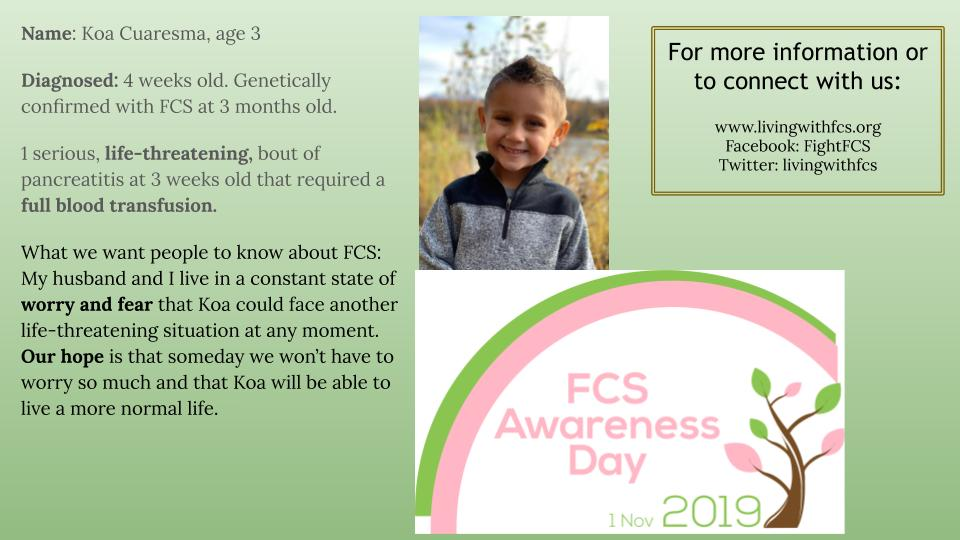 Name: Koa Cuaresma, age 3
Diagnosed: 4 weeks old. Genetically
confirmed with FCS at 3 months old.
1 serious, life-threatening, bout of
pancreatitis at 3 weeks old that required a
full blood transfusion.
What we want people to know about FCS:
My husband and I live in a constant state of
worry and fear that Koa could face another
life-threatening situation at any moment.
Our hope is that someday we won't have to
worry so much and that Koa will be able to
live a more normal life.
For more information or
to connect with us:
www.livingwithfcs.org
Facebook: FightFCS
Twitter: livingwithfcs
FCS
Awareness
Day
1 Nov 2019